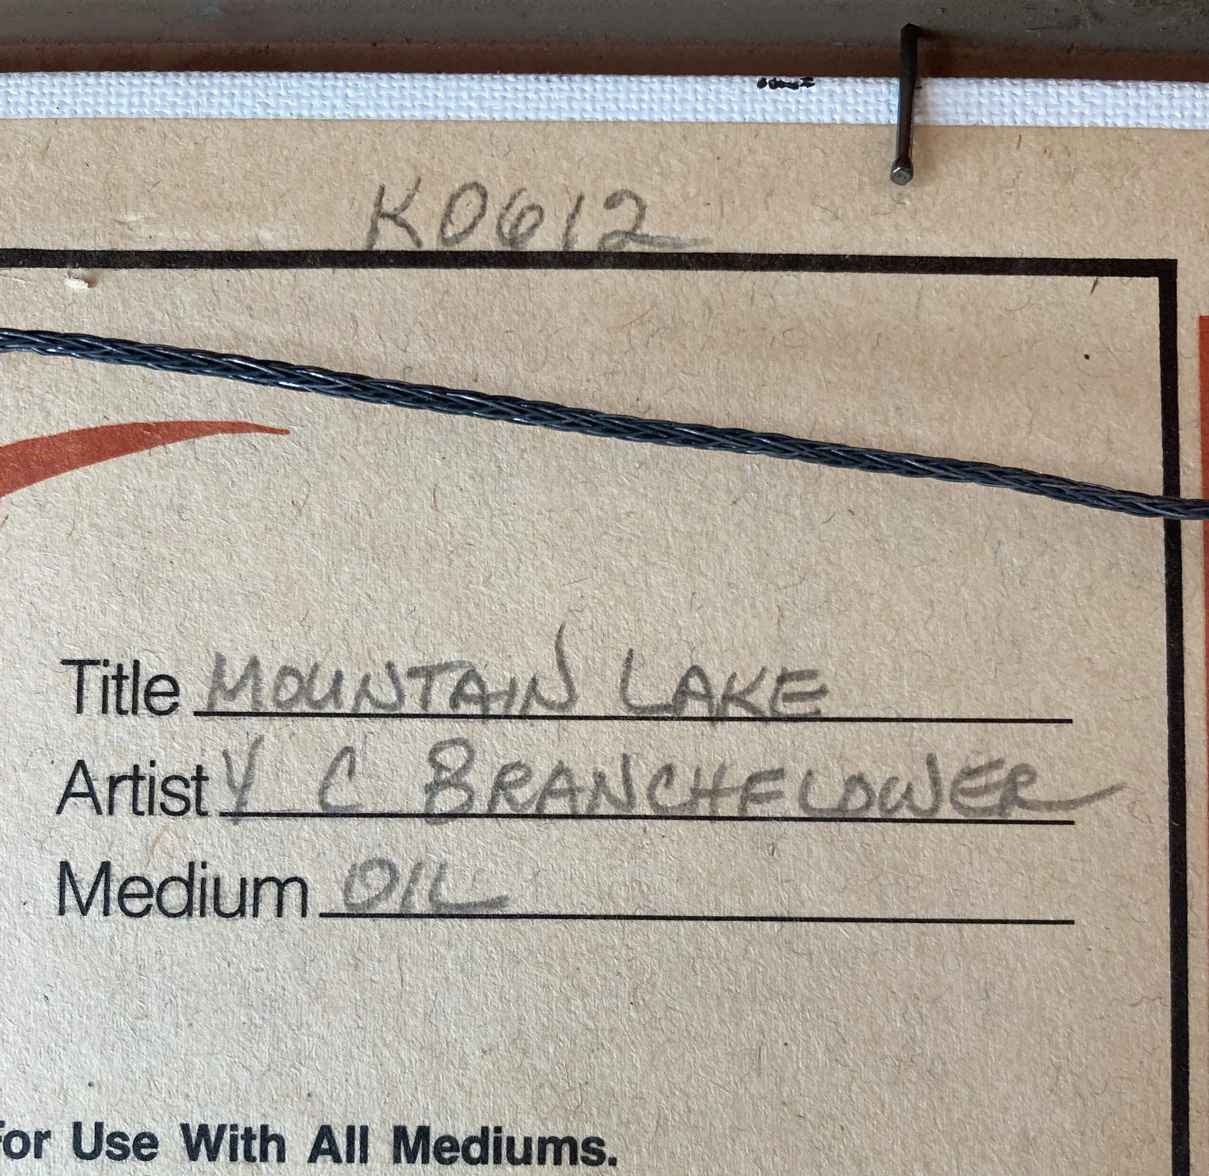 K0612
Title MOUNTAIN LAKE
Artist Y C BRANCHFLOWER
Medium OIL
for Use With All Mediums.